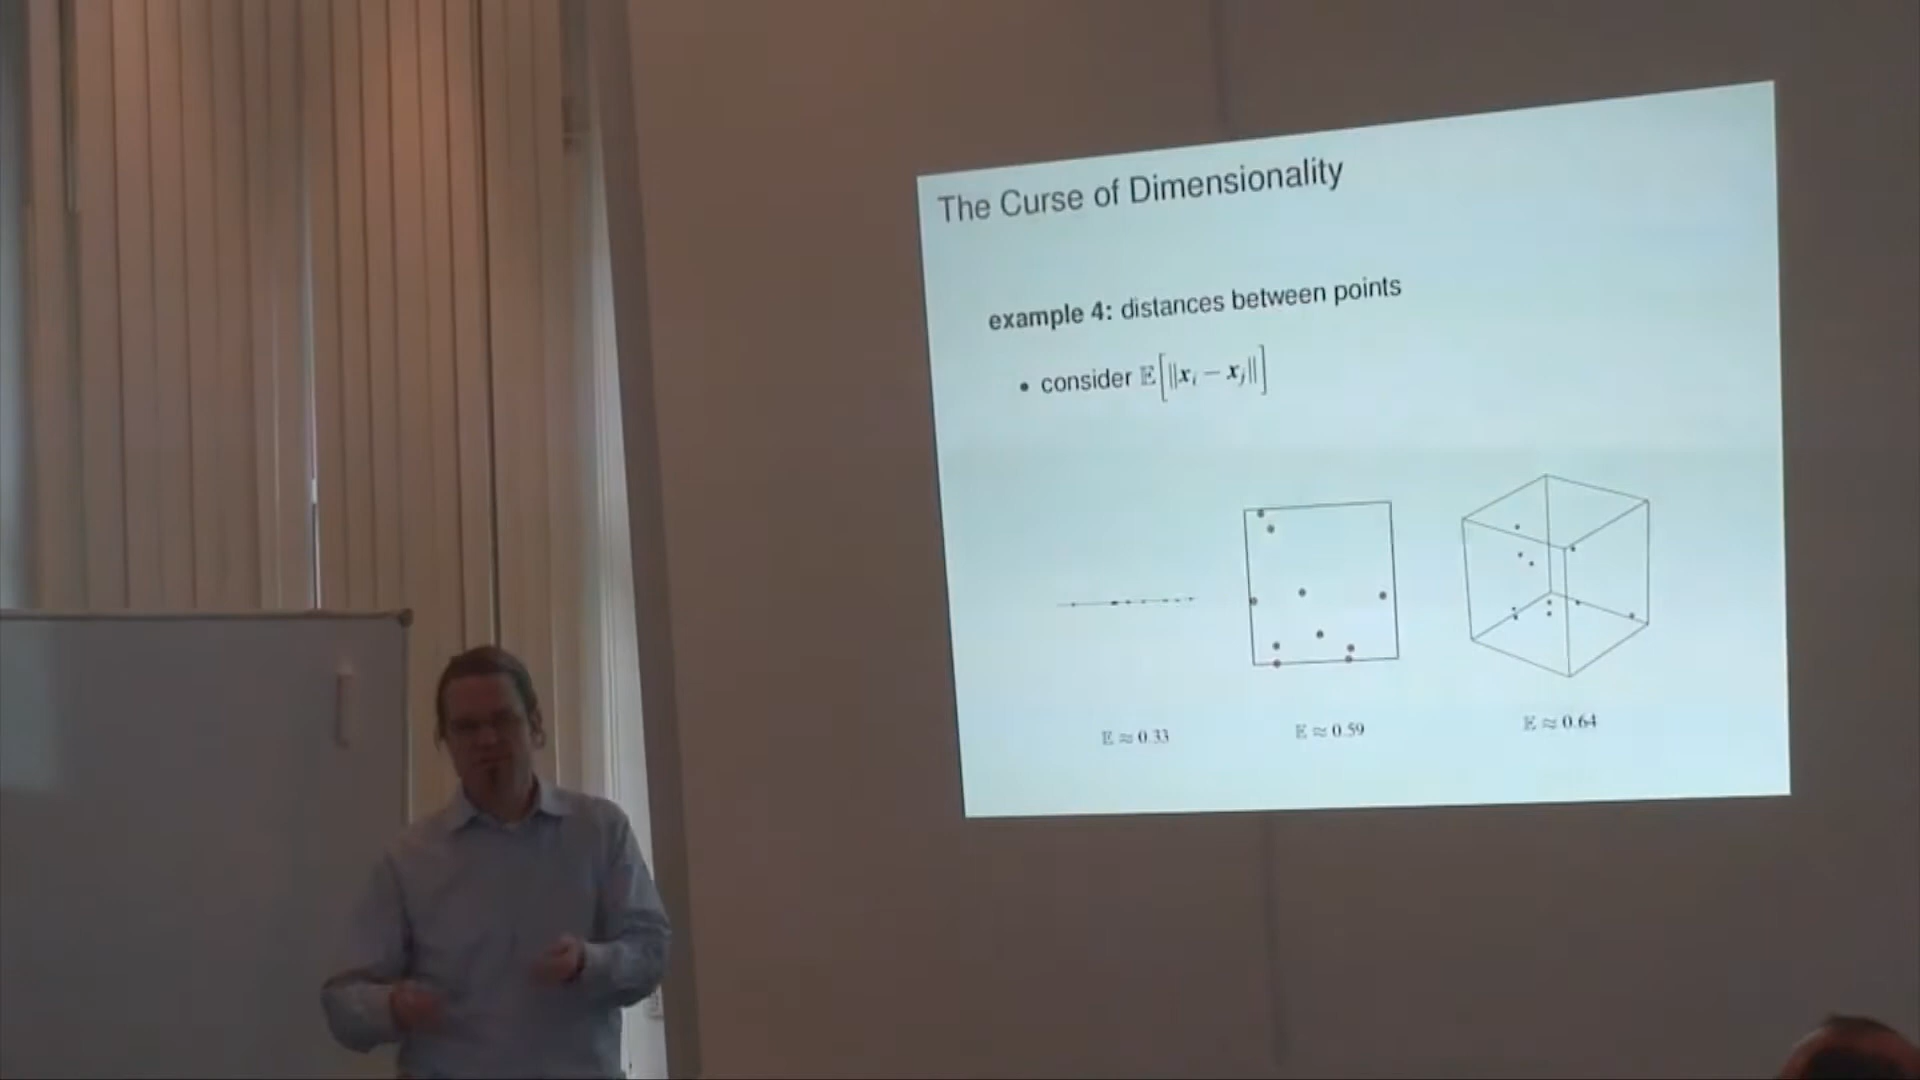 The Curse of Dimensionality
example 4: distances between points
• consider 𝔼[‖xᵢ − xⱼ‖]
𝔼 ≈ 0.33
𝔼 ≈ 0.59
𝔼 ≈ 0.64